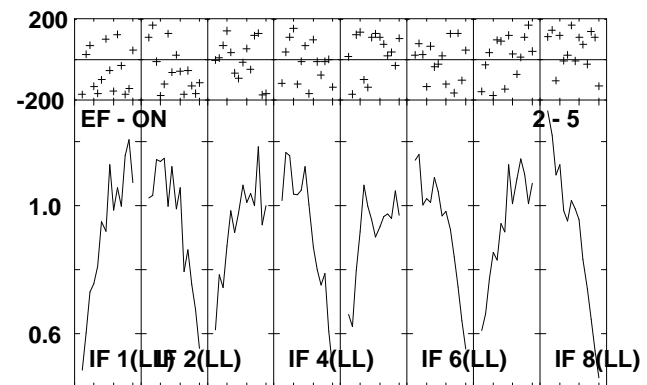 200
-200
EF - ON 2 - 5
1.0
0.6
IF 1(LL) IF 2(LL) IF 4(LL) IF 6(LL) IF 8(LL)